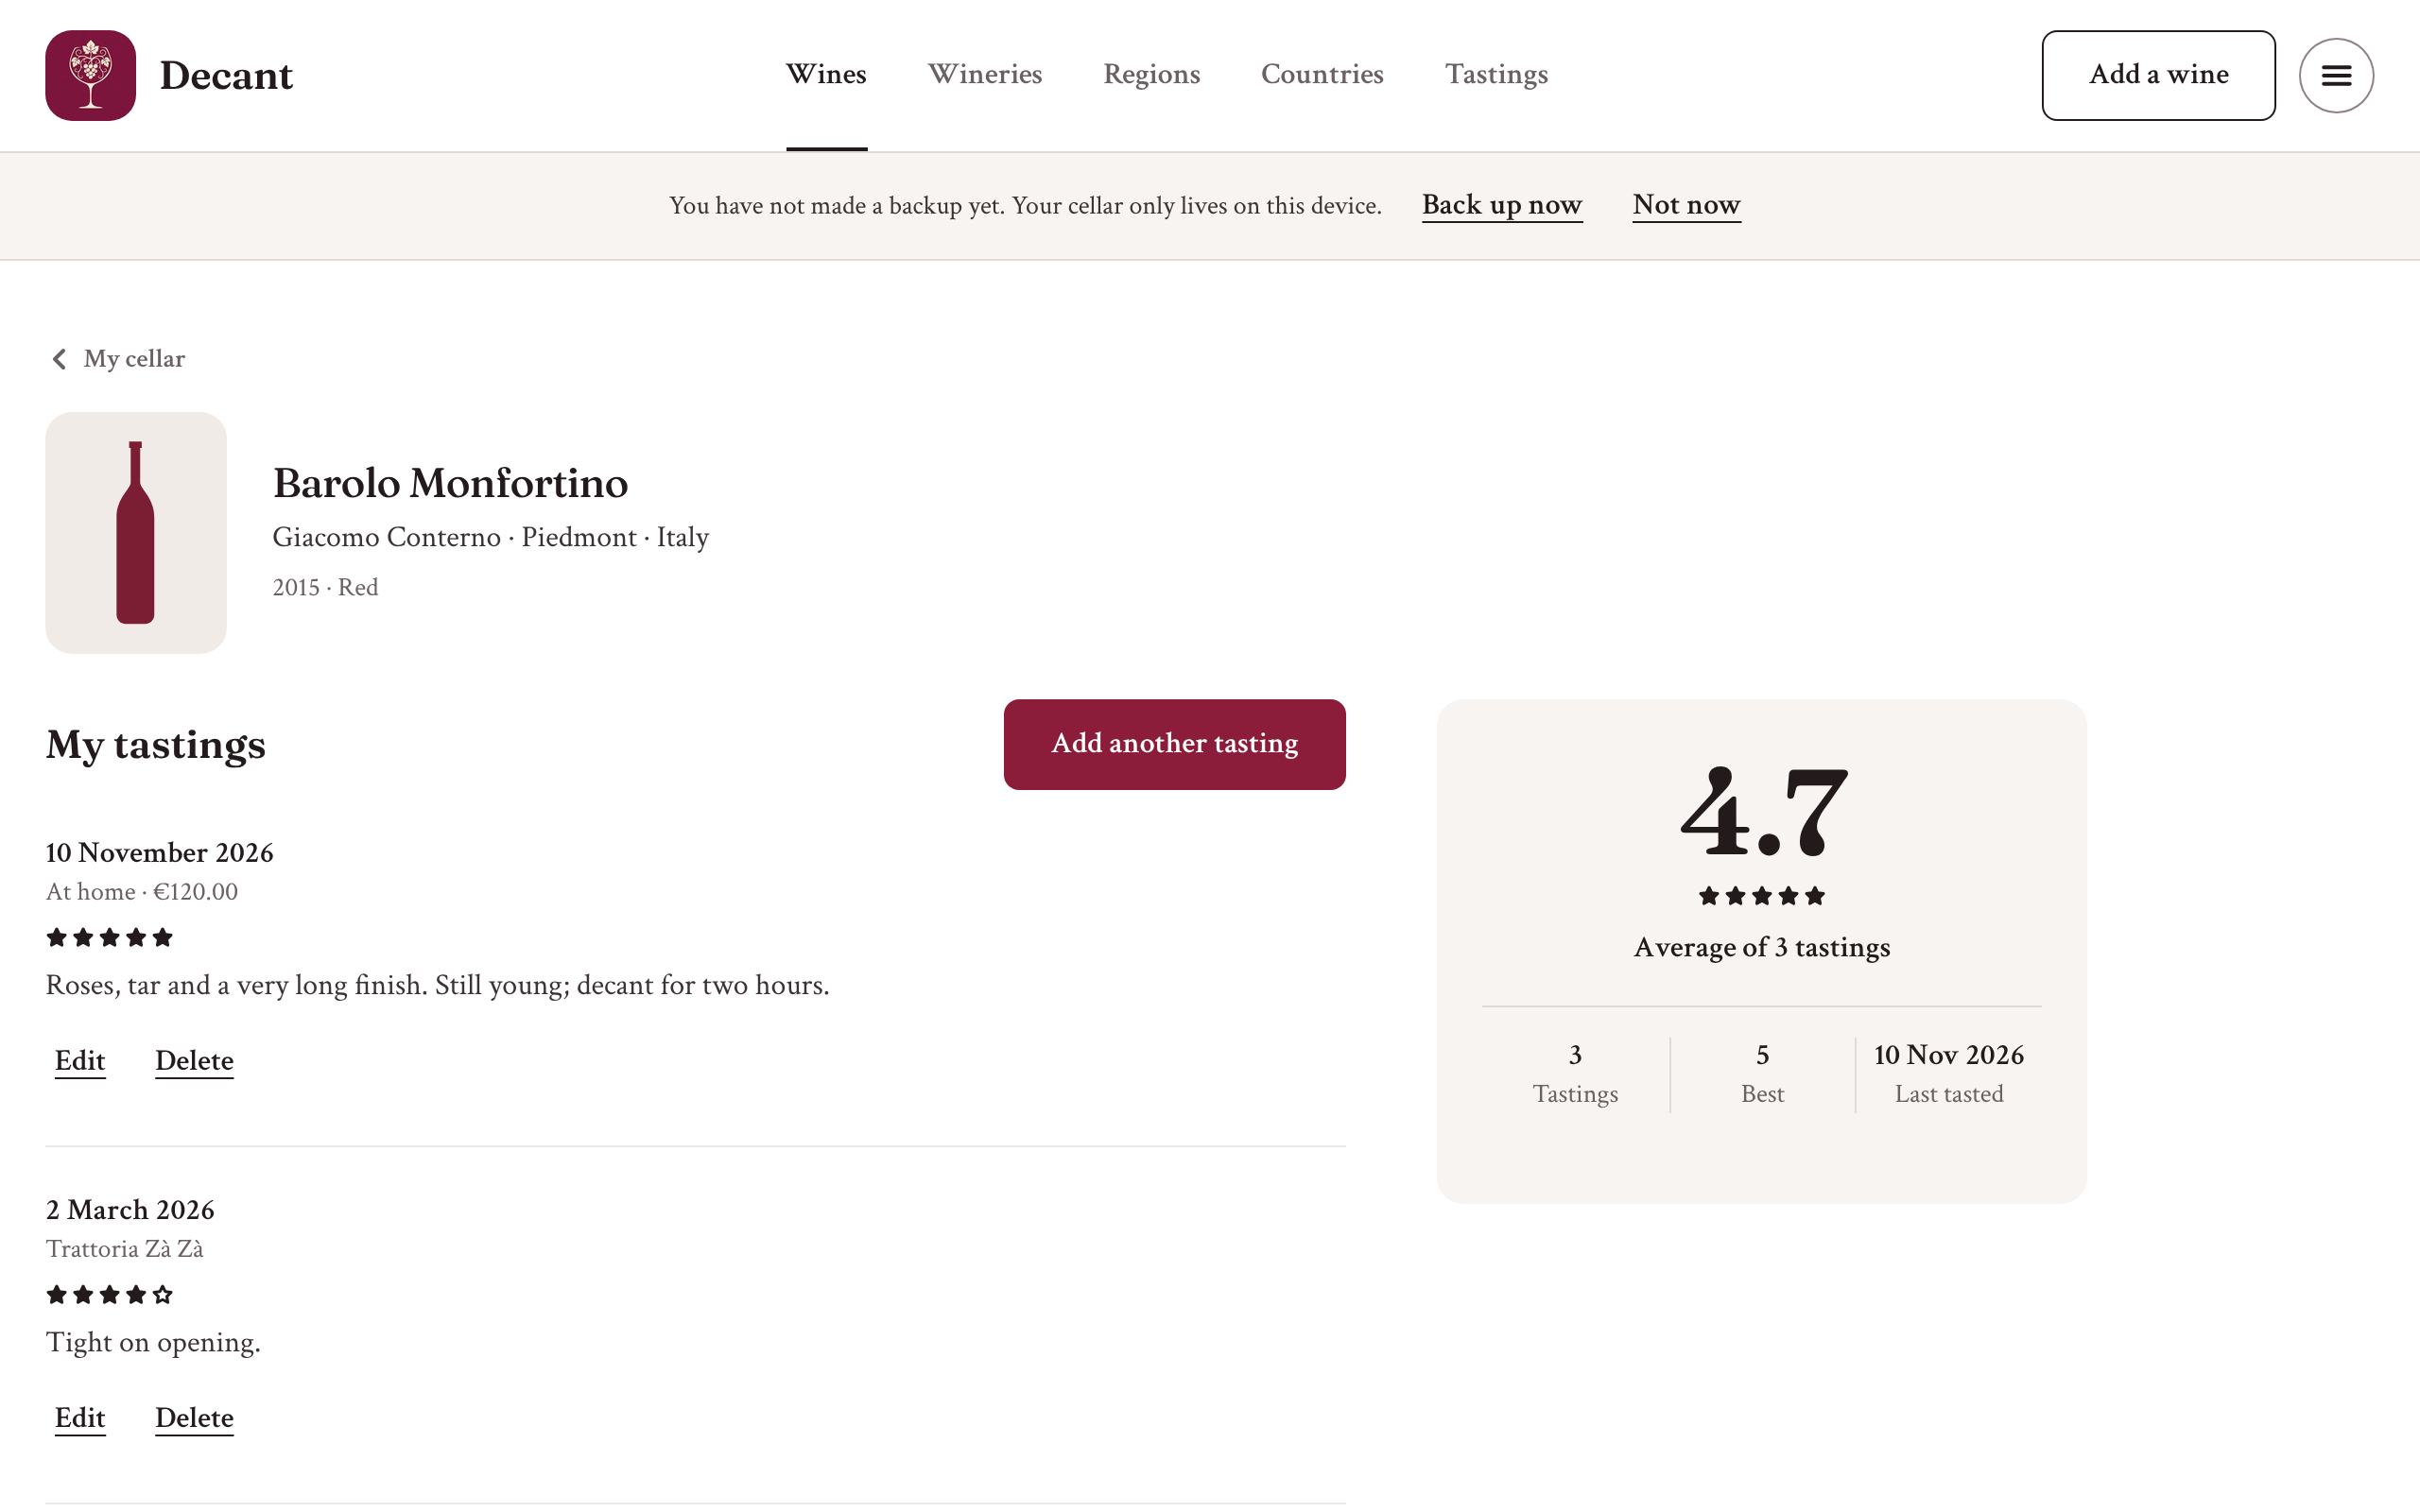 Decant
Wines
Wineries
Regions
Countries
Tastings
Add a wine
You have not made a backup yet. Your cellar only lives on this device.
Back up now
Not now
My cellar
Barolo Monfortino
Giacomo Conterno · Piedmont · Italy
2015 · Red
My tastings
Add another tasting
10 November 2026
At home · €120.00
Roses, tar and a very long finish. Still young; decant for two hours.
Edit
Delete
2 March 2026
Trattoria Zà Zà
Tight on opening.
Edit
Delete
4.7
Average of 3 tastings
3
Tastings
5
Best
10 Nov 2026
Last tasted